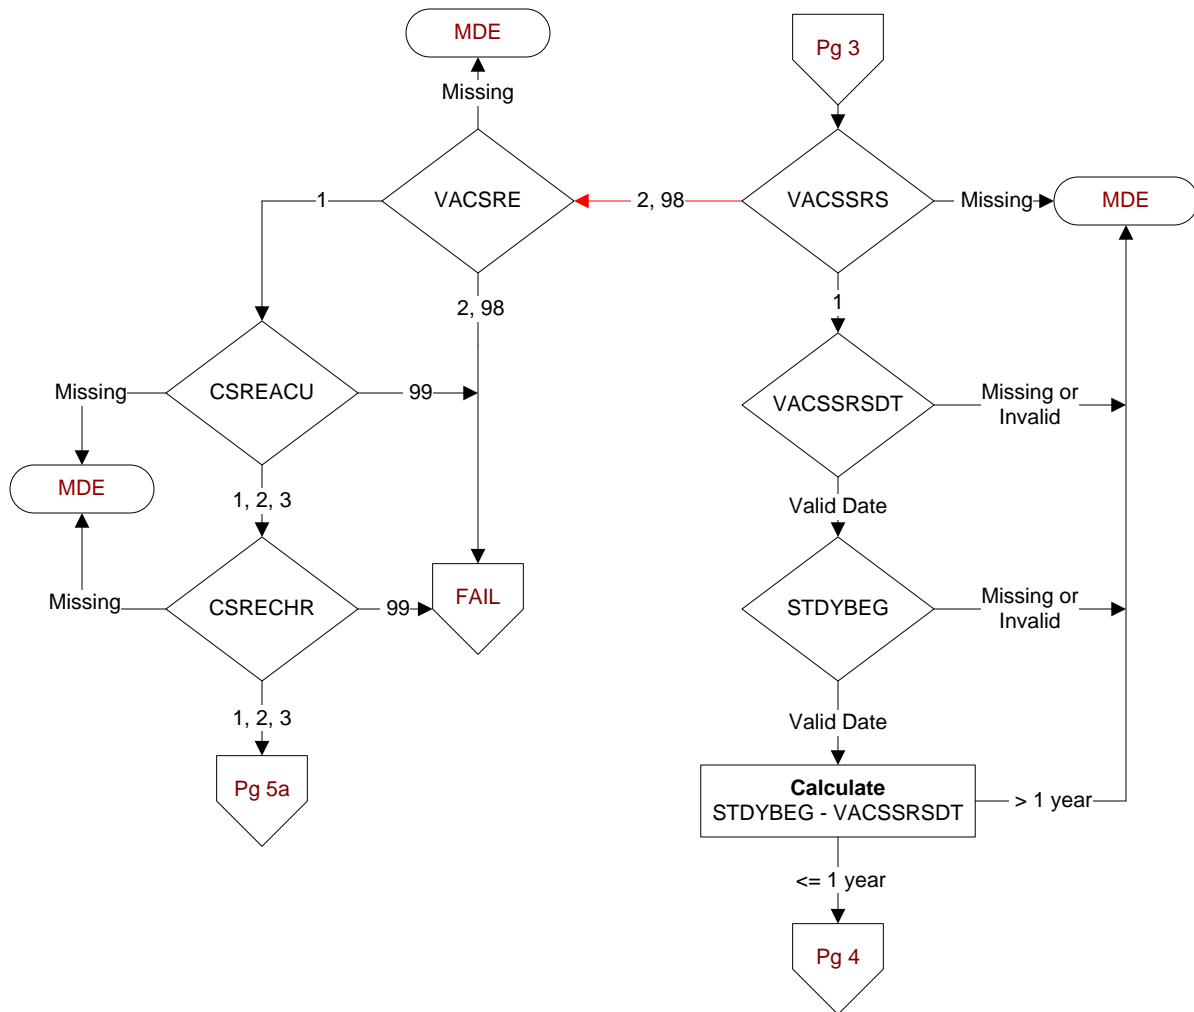 MDE
Pg 3
Missing
VACSRE
2, 98
VACSSRS
Missing
MDE
1
2, 98
1
Missing
CSREACU
99
VACSSRSDT
Missing or
Invalid
MDE
1, 2, 3
Valid Date
Missing
CSRECHR
99
FAIL
STDYBEG
Missing or
Invalid
1, 2, 3
Valid Date
Pg 5a
Calculate
STDYBEG - VACSSRSDT
> 1 year
<= 1 year
Pg 4